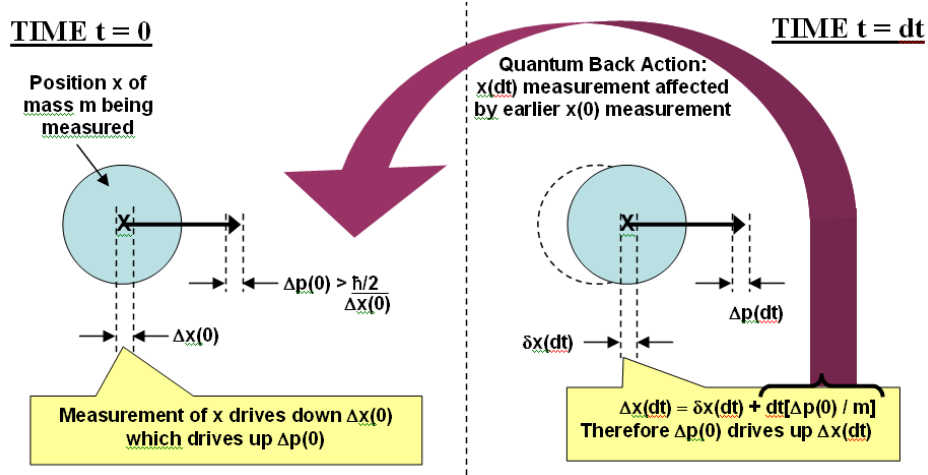 TIME t = 0
TIME t = dt
Position x of
mass m being
measured
Quantum Back Action:
x(dt) measurement affected
by earlier x(0) measurement
X
Δp(0) > ħ/2
Δx(0)
Δx(0)
Measurement of x drives down Δx(0)
which drives up Δp(0)
X
Δp(dt)
δx(dt)
Δx(dt) = δx(dt) + dt[Δp(0) / m]
Therefore Δp(0) drives up Δx(dt)